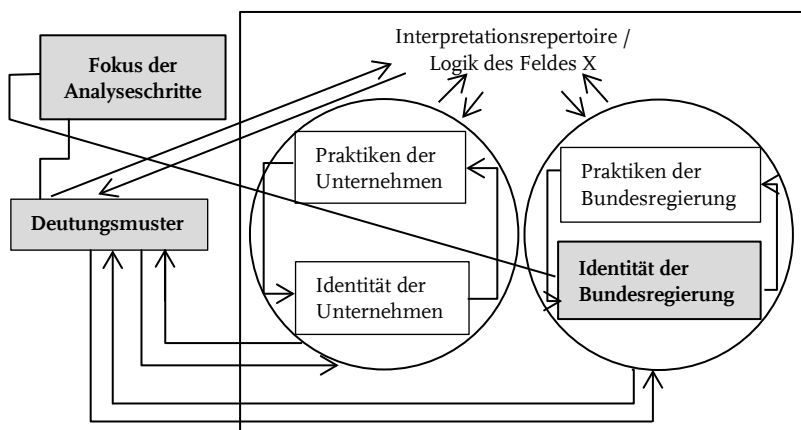 Interpretationsrepertoire /
Logik des Feldes X
Fokus der
Analyseschritte
Praktiken der
Unternehmen
Praktiken der
Bundesregierung
Deutungsmuster
Identität der
Unternehmen
Identität der
Bundesregierung